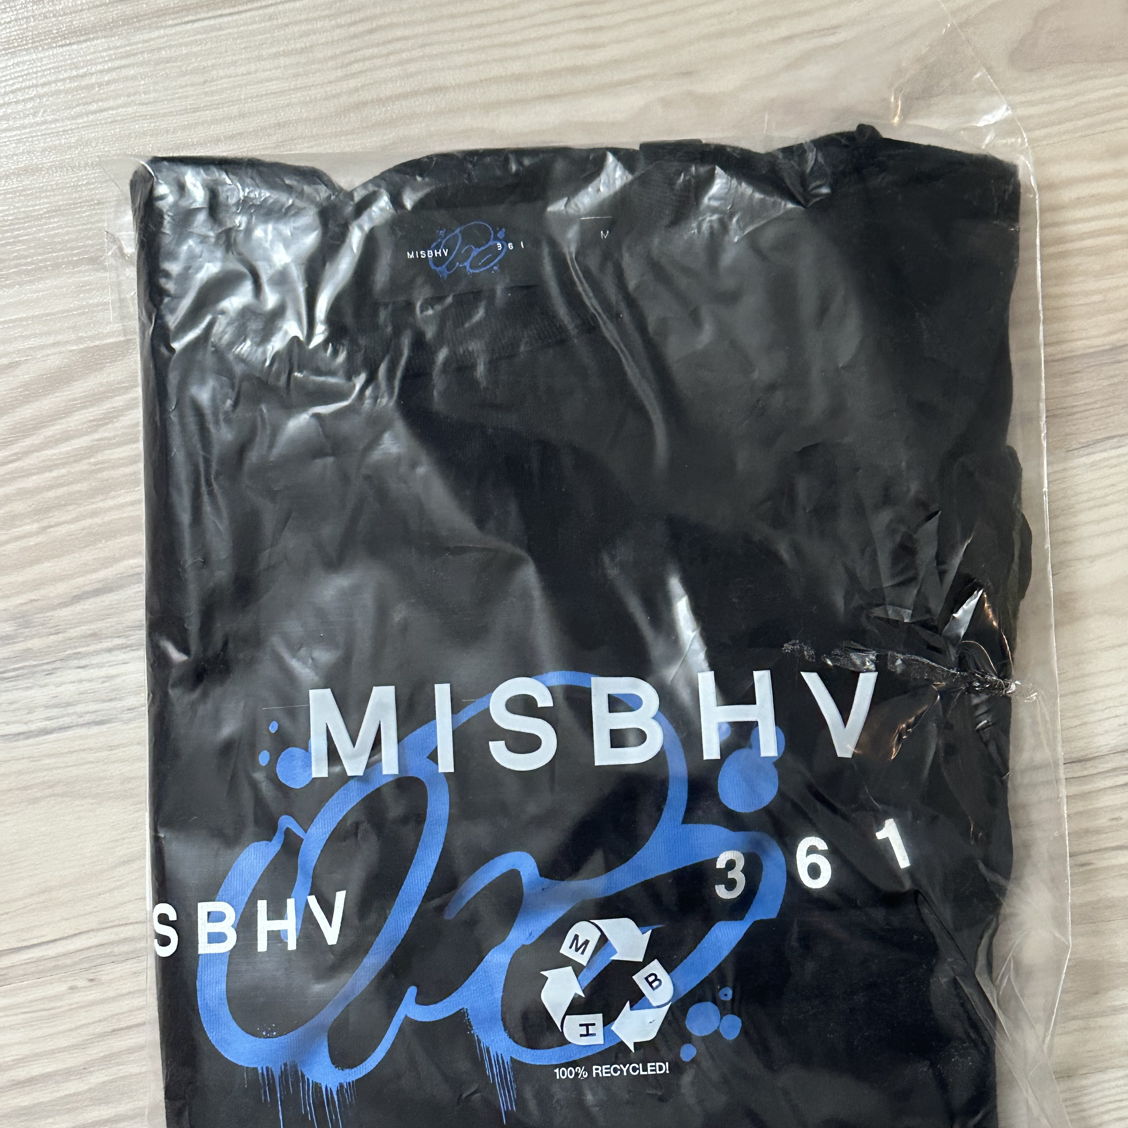 MISBHV 361
M
MISBHV
361
SBHV
M
B
H
100% RECYCLED!